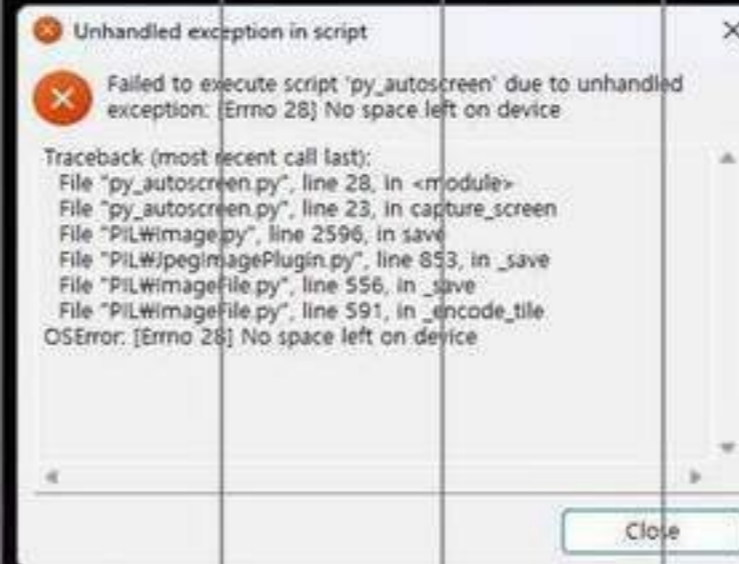 Unhandled exception in script
Failed to execute script 'py_autoscreen' due to unhandled
exception: [Errno 28] No space left on device
Traceback (most recent call last):
File "py_autoscreen.py", line 28, in <module>
File "py_autoscreen.py", line 23, in capture_screen
File "PIL₩Image.py", line 2596, in save
File "PIL₩JpegImagePlugin.py", line 853, in _save
File "PIL₩ImageFile.py", line 556, in _save
File "PIL₩ImageFile.py", line 591, in _encode_tile
OSError: [Errno 28] No space left on device
Close